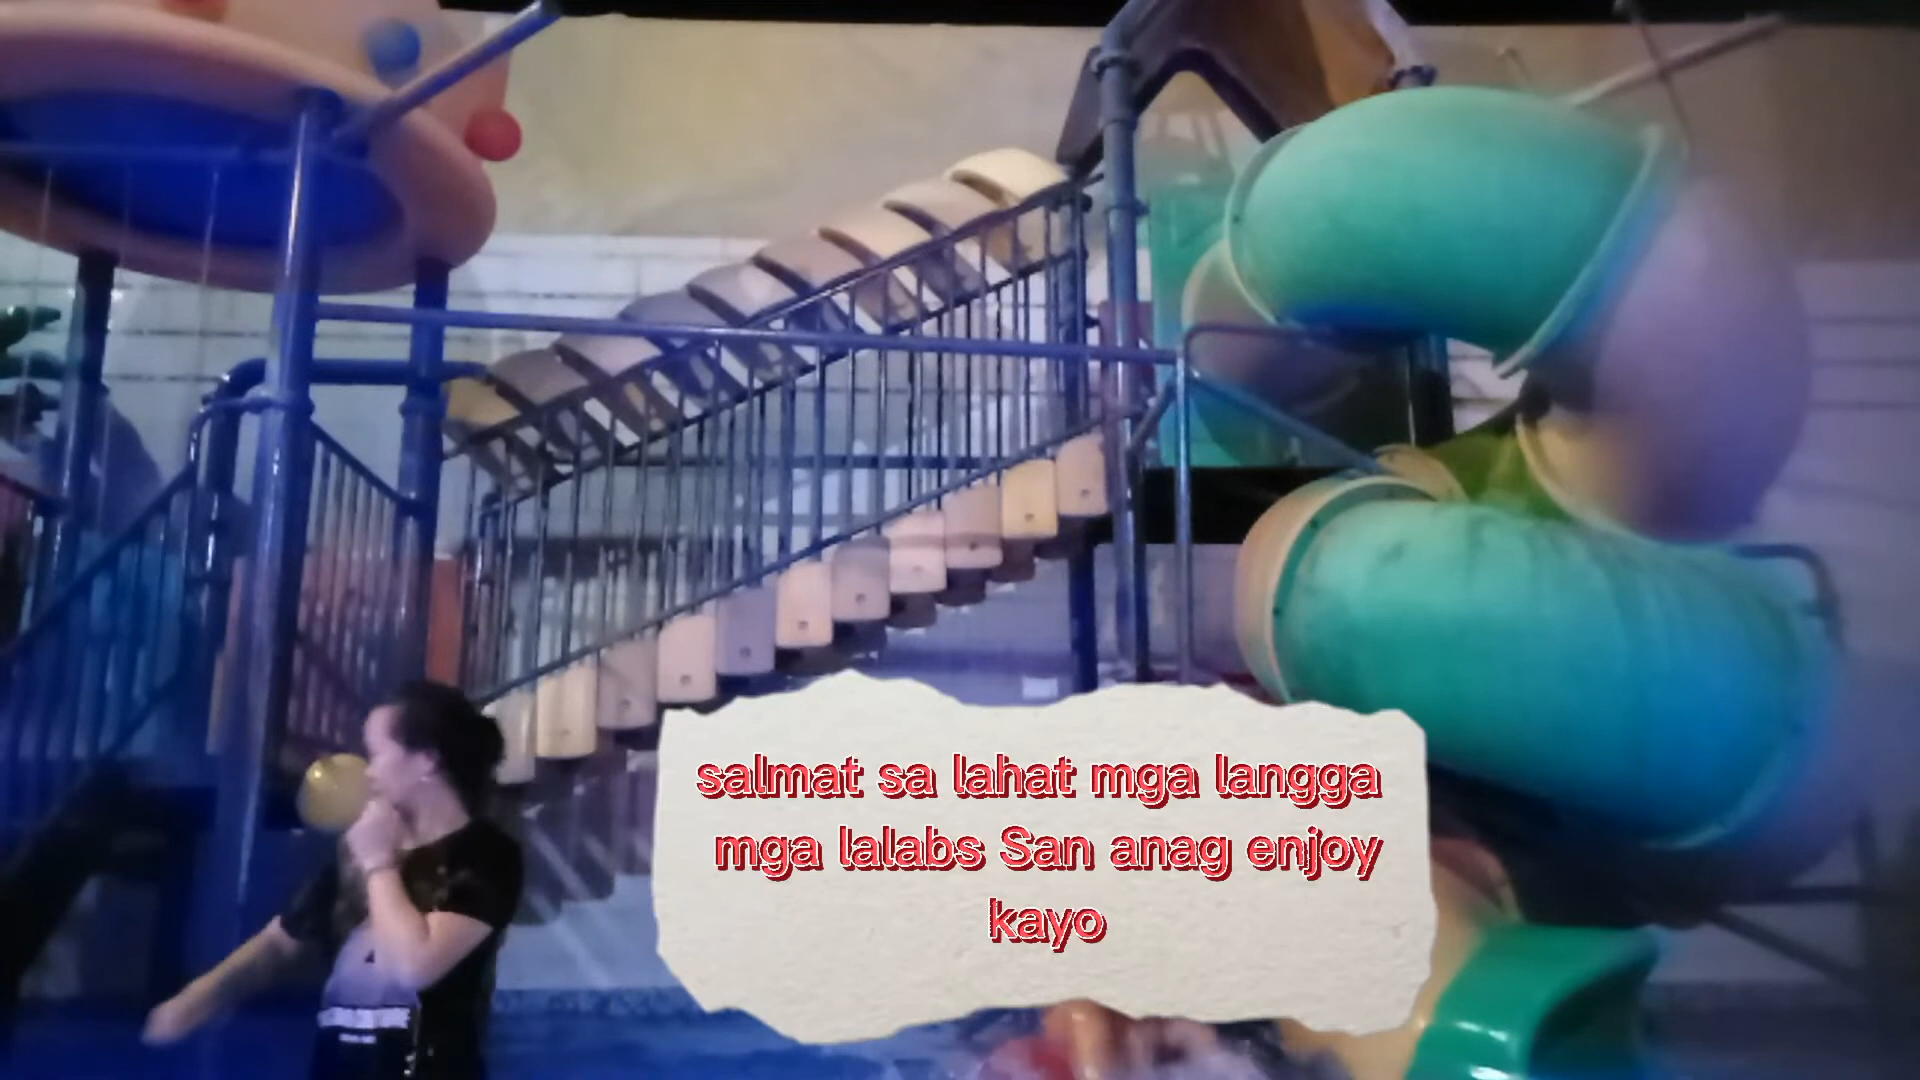 salmat sa lahat mga langga
mga lalabs San anag enjoy
kayo